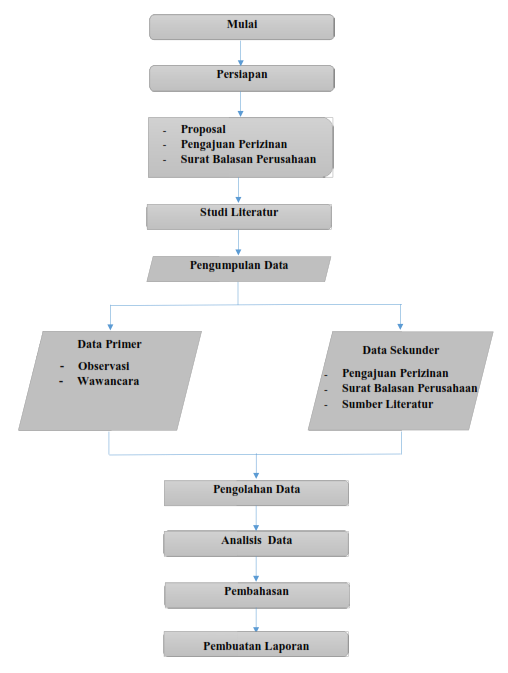 Mulai
Persiapan
- Proposal
- Pengajuan Perizinan
- Surat Balasan Perusahaan
Studi Literatur
Pengumpulan Data
Data Primer
- Observasi
- Wawancara
Data Sekunder
- Pengajuan Perizinan
- Surat Balasan Perusahaan
- Sumber Literatur
Pengolahan Data
Analisis Data
Pembahasan
Pembuatan Laporan